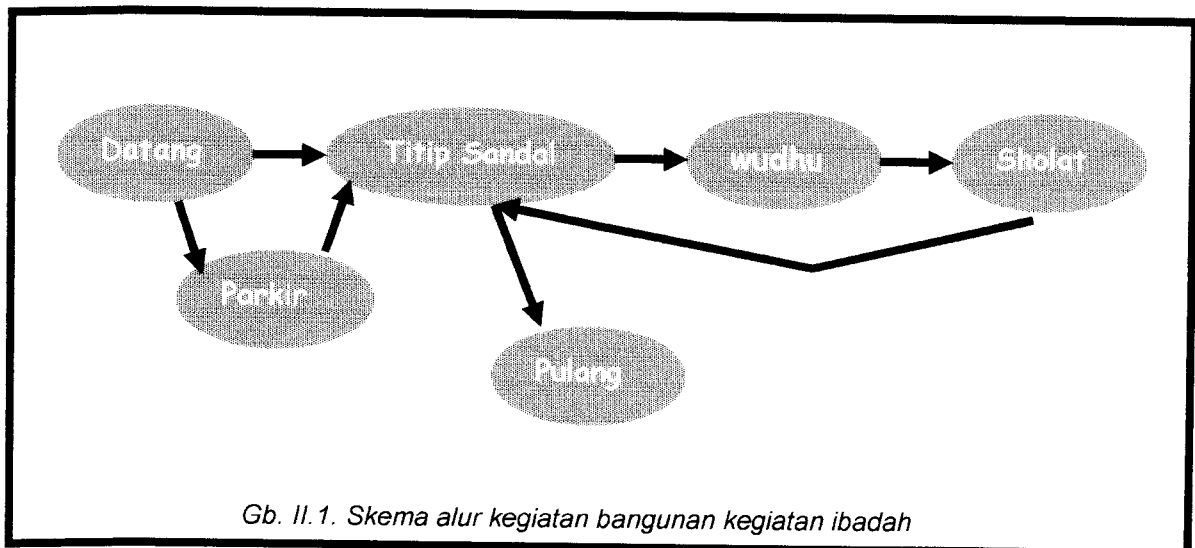 Datang
Titip Sandal
wudhu
Sholat
Parkir
Pulang
Gb. II.1. Skema alur kegiatan bangunan kegiatan ibadah